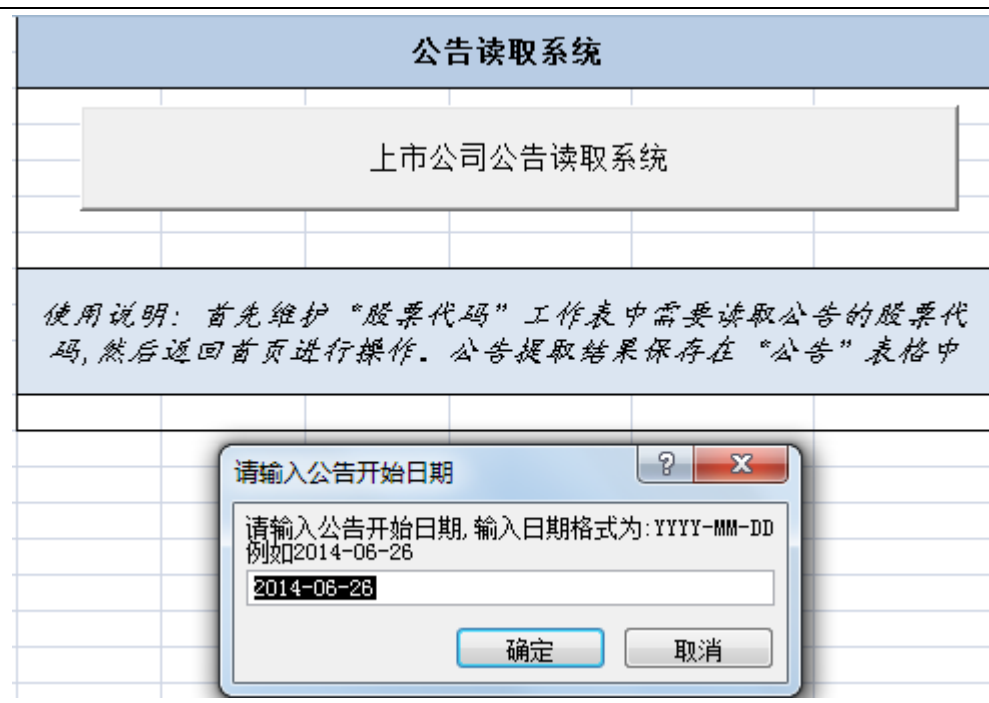 公告读取系统
上市公司公告读取系统
使用说明: 首先维护“股票代码”工作表中需要读取公告的股票代
码,然后返回首页进行操作. 公告提取结果保存在“公告”表格中
请输入公告开始日期
请输入公告开始日期,输入日期格式为:YYYY-MM-DD
例如2014-06-26
2014-06-26
确定
取消